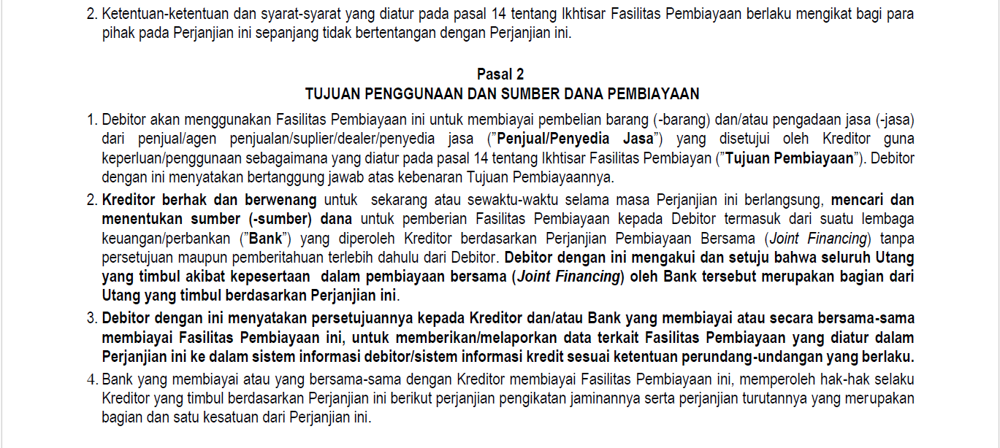 2. Ketentuan-ketentuan dan syarat-syarat yang diatur pada pasal 14 tentang Ikhtisar Fasilitas Pembiayaan berlaku mengikat bagi para
pihak pada Perjanjian ini sepanjang tidak bertentangan dengan Perjanjian ini.
Pasal 2
TUJUAN PENGGUNAAN DAN SUMBER DANA PEMBIAYAAN
1. Debitor akan menggunakan Fasilitas Pembiayaan ini untuk membiayai pembelian barang (-barang) dan/atau pengadaan jasa (-jasa)
dari penjual/agen penjualan/suplier/dealer/penyedia jasa (”Penjual/Penyedia Jasa”) yang disetujui oleh Kreditor guna
keperluan/penggunaan sebagaimana yang diatur pada pasal 14 tentang Ikhtisar Fasilitas Pembiayan (”Tujuan Pembiayaan”). Debitor
dengan ini menyatakan bertanggung jawab atas kebenaran Tujuan Pembiayaannya.
2. Kreditor berhak dan berwenang untuk sekarang atau sewaktu-waktu selama masa Perjanjian ini berlangsung, mencari dan
menentukan sumber (-sumber) dana untuk pemberian Fasilitas Pembiayaan kepada Debitor termasuk dari suatu lembaga
keuangan/perbankan (”Bank”) yang diperoleh Kreditor berdasarkan Perjanjian Pembiayaan Bersama (Joint Financing) tanpa
persetujuan maupun pemberitahuan terlebih dahulu dari Debitor. Debitor dengan ini mengakui dan setuju bahwa seluruh Utang
yang timbul akibat kepesertaan dalam pembiayaan bersama (Joint Financing) oleh Bank tersebut merupakan bagian dari
Utang yang timbul berdasarkan Perjanjian ini.
3. Debitor dengan ini menyatakan persetujuannya kepada Kreditor dan/atau Bank yang membiayai atau secara bersama-sama
membiayai Fasilitas Pembiayaan ini, untuk memberikan/melaporkan data terkait Fasilitas Pembiayaan yang diatur dalam
Perjanjian ini ke dalam sistem informasi debitor/sistem informasi kredit sesuai ketentuan perundang-undangan yang berlaku.
4. Bank yang membiayai atau yang bersama-sama dengan Kreditor membiayai Fasilitas Pembiayaan ini, memperoleh hak-hak selaku
Kreditor yang timbul berdasarkan Perjanjian ini berikut perjanjian pengikatan jaminannya serta perjanjian turutannya yang merupakan
bagian dan satu kesatuan dari Perjanjian ini.